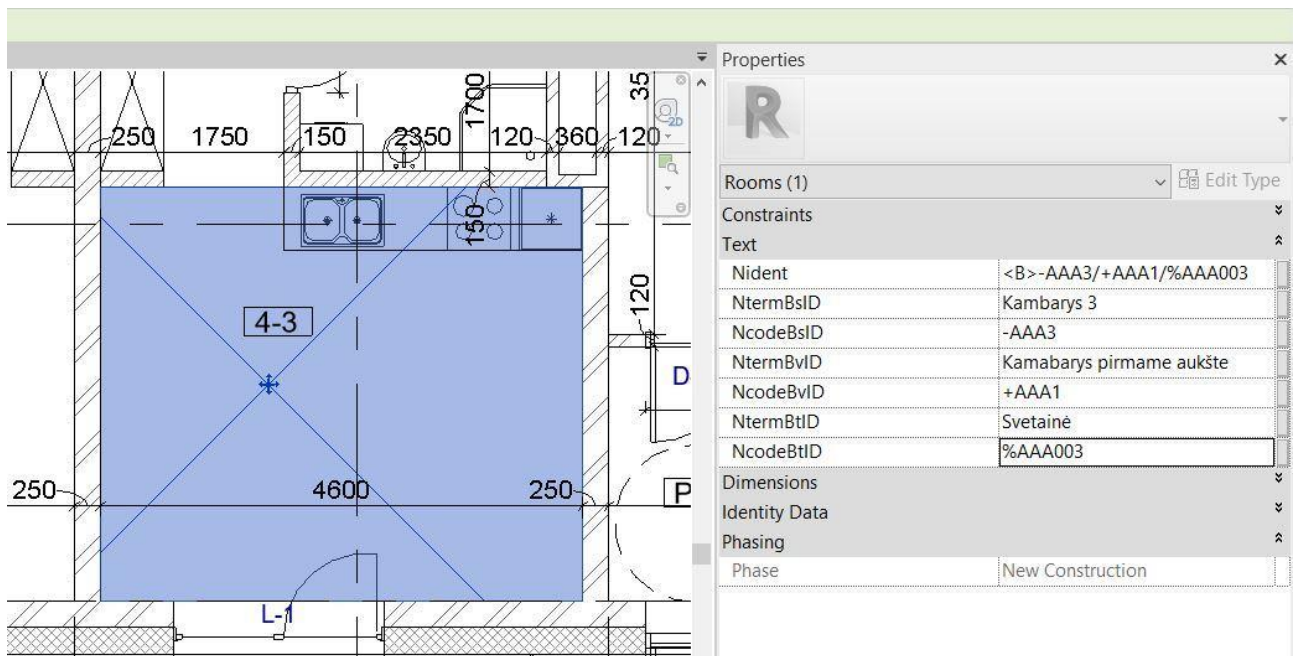 Properties
1700
35
2D
250 1750 150 2350 120 360 120
R
Rooms (1) Edit Type
Constraints
Text
150
Nident <B>-AAA3/+AAA1/%AAA003
120
NtermBsID Kambarys 3
4-3
NcodeBsID -AAA3
NtermBvID Kamabarys pirmame aukšte
D
NcodeBvID +AAA1
NtermBtID Svetainė
NcodeBtID %AAA003
250 4600 250 P
Dimensions
Identity Data
Phasing
Phase New Construction
L-1